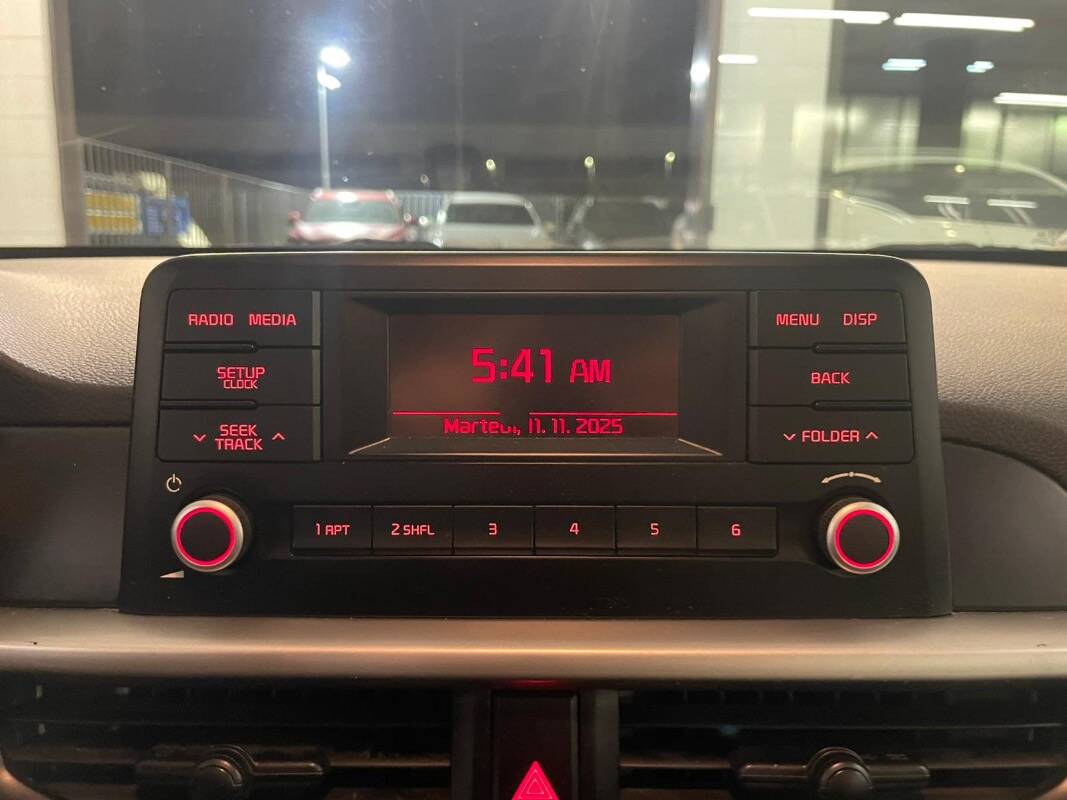 RADIO MEDIA
SETUP
CLOCK
SEEK
TRACK
5:41 AM
Martedì, 11. 11. 2025
MENU DISP
BACK
FOLDER
1 RPT
2 SHFL
3
4
5
6